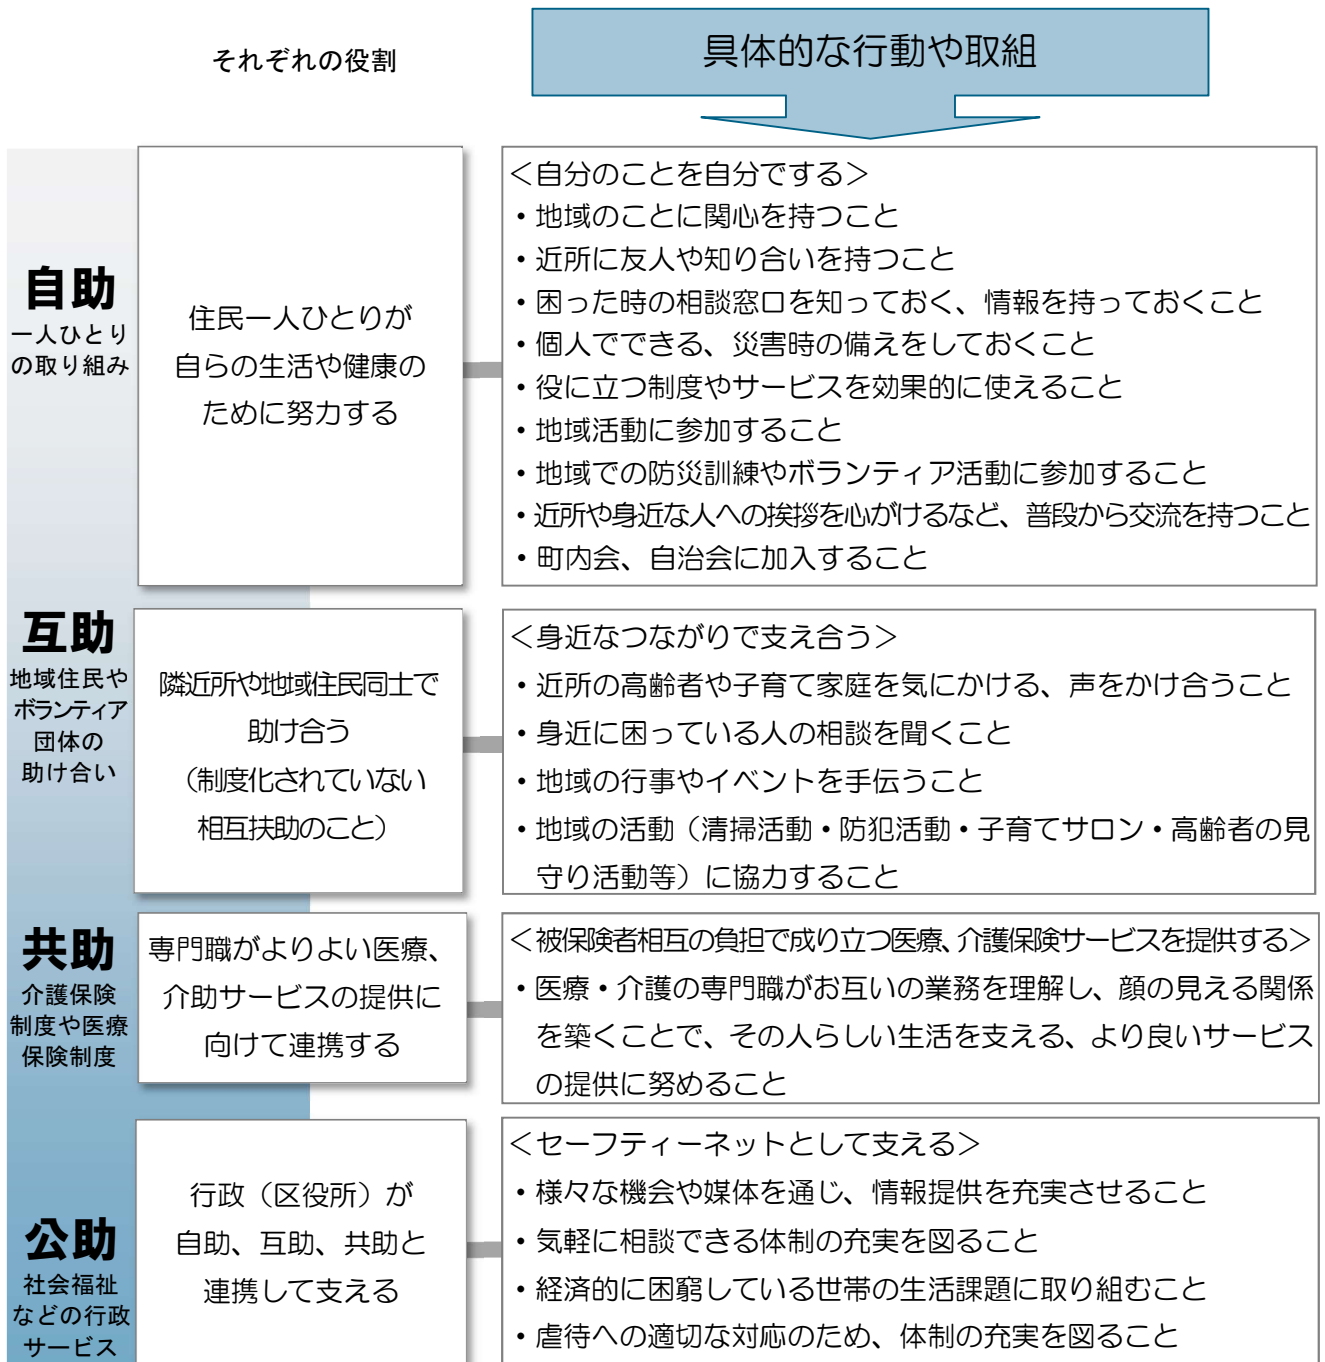 それぞれの役割
具体的な行動や取組
自助
一人ひとり
の取り組み
住民一人ひとりが
自らの生活や健康の
ために努力する
＜自分のことを自分でする＞
・地域のことに関心を持つこと
・近所に友人や知り合いを持つこと
・困った時の相談窓口を知っておく、情報を持っておくこと
・個人でできる、災害時の備えをしておくこと
・役に立つ制度やサービスを効果的に使えること
・地域活動に参加すること
・地域での防災訓練やボランティア活動に参加すること
・近所や身近な人への挨拶を心がけるなど、普段から交流を持つこと
・町内会、自治会に加入すること
互助
地域住民や
ボランティア
団体の
助け合い
隣近所や地域住民同士で
助け合う
（制度化されていない
相互扶助のこと）
＜身近なつながりで支え合う＞
・近所の高齢者や子育て家庭を気にかける、声をかけ合うこと
・身近に困っている人の相談を聞くこと
・地域の行事やイベントを手伝うこと
・地域の活動（清掃活動・防犯活動・子育てサロン・高齢者の見
守り活動等）に協力すること
共助
介護保険
制度や医療
保険制度
専門職がよりよい医療、
介助サービスの提供に
向けて連携する
＜被保険者相互の負担で成り立つ医療、介護保険サービスを提供する＞
・医療・介護の専門職がお互いの業務を理解し、顔の見える関係
を築くことで、その人らしい生活を支える、より良いサービス
の提供に努めること
公助
社会福祉
などの行政
サービス
行政（区役所）が
自助、互助、共助と
連携して支える
＜セーフティーネットとして支える＞
・様々な機会や媒体を通じ、情報提供を充実させること
・気軽に相談できる体制の充実を図ること
・経済的に困窮している世帯の生活課題に取り組むこと
・虐待への適切な対応のため、体制の充実を図ること